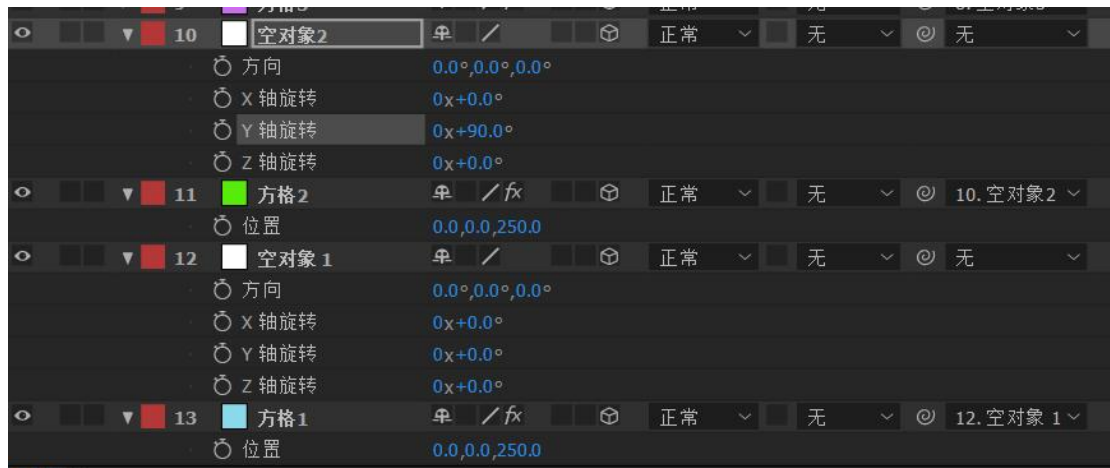 10 空对象2 正常 无 无
方向 0.0°,0.0°,0.0°
X 轴旋转 0x+0.0°
Y 轴旋转 0x+90.0°
Z 轴旋转 0x+0.0°
11 方格2 fx 正常 无 10. 空对象2
位置 0.0,0.0,250.0
12 空对象 1 正常 无 无
方向 0.0°,0.0°,0.0°
X 轴旋转 0x+0.0°
Y 轴旋转 0x+0.0°
Z 轴旋转 0x+0.0°
13 方格1 fx 正常 无 12. 空对象 1
位置 0.0,0.0,250.0